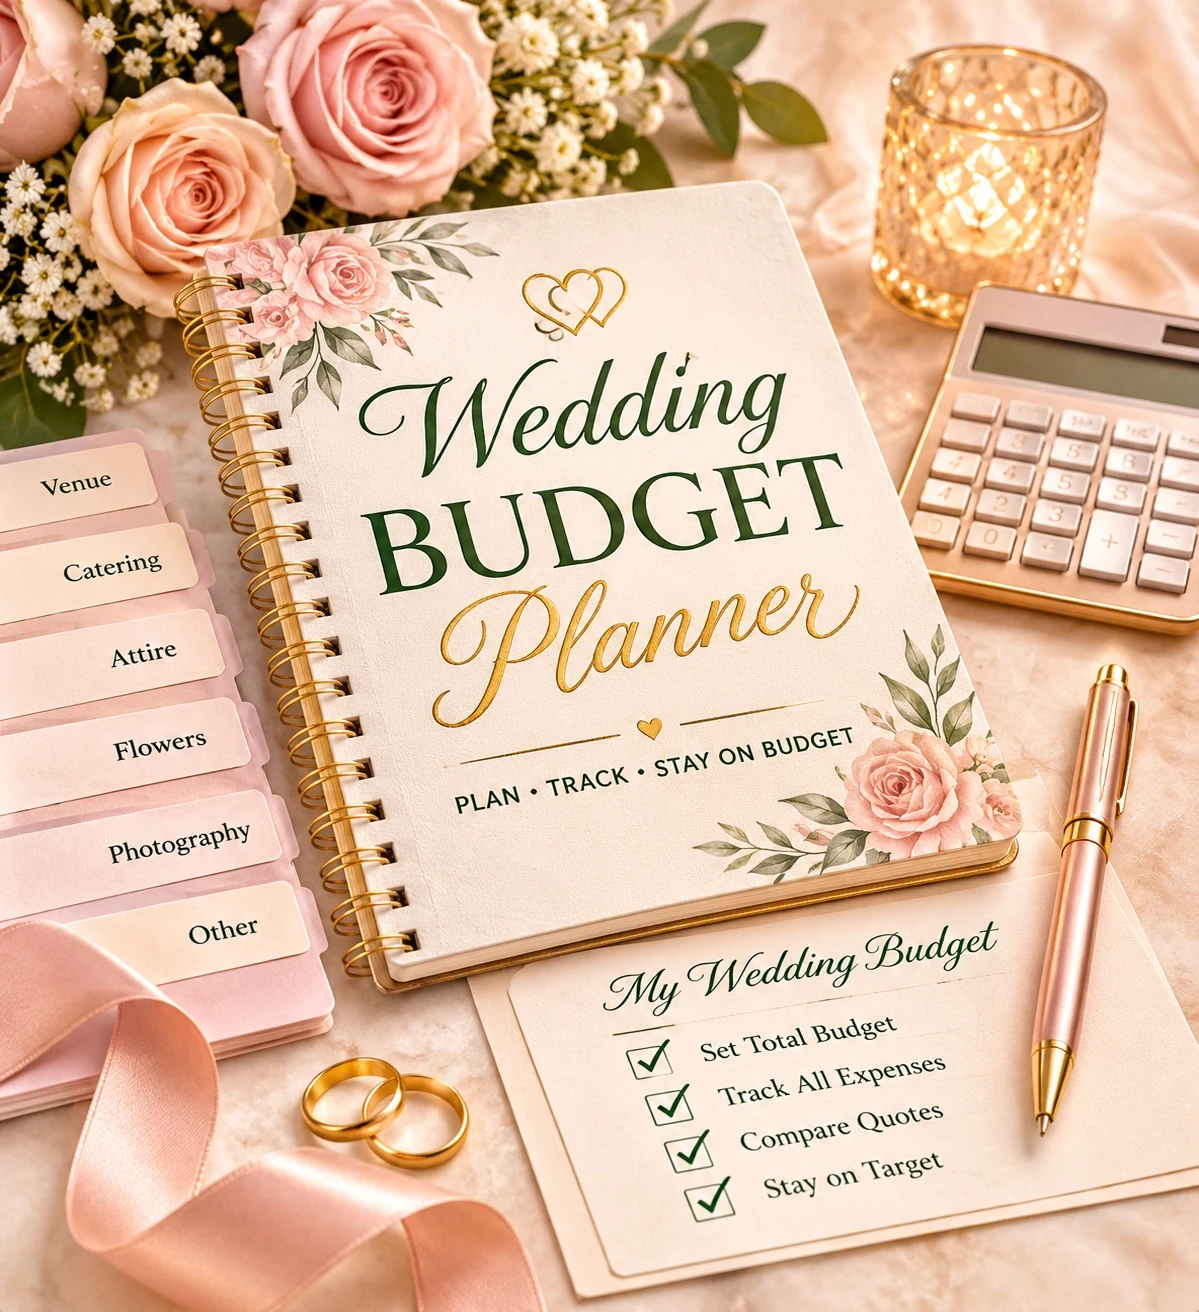 Wedding
BUDGET
Planner
PLAN • TRACK • STAY ON BUDGET
Venue
Catering
Attire
Flowers
Photography
Other
My Wedding Budget
Set Total Budget
Track All Expenses
Compare Quotes
Stay on Target